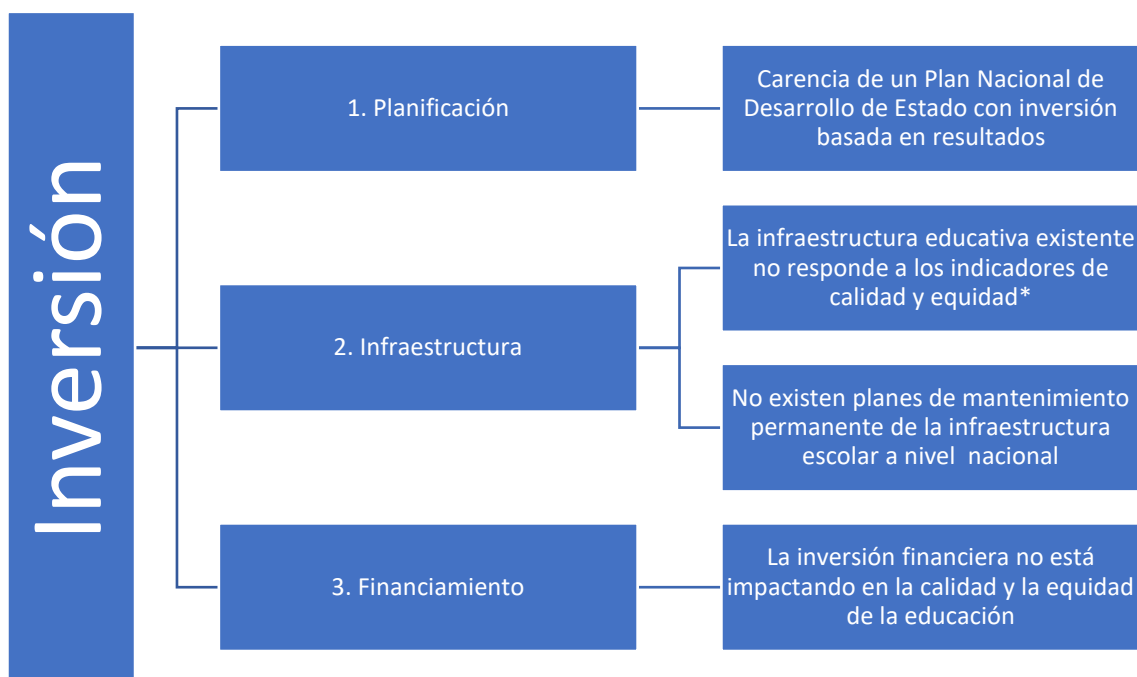 Inversión
1. Planificación
Carencia de un Plan Nacional de
Desarrollo de Estado con inversión
basada en resultados
2. Infraestructura
La infraestructura educativa existente
no responde a los indicadores de
calidad y equidad*
No existen planes de mantenimiento
permanente de la infraestructura
escolar a nivel nacional
3. Financiamiento
La inversión financiera no está
impactando en la calidad y la equidad
de la educación